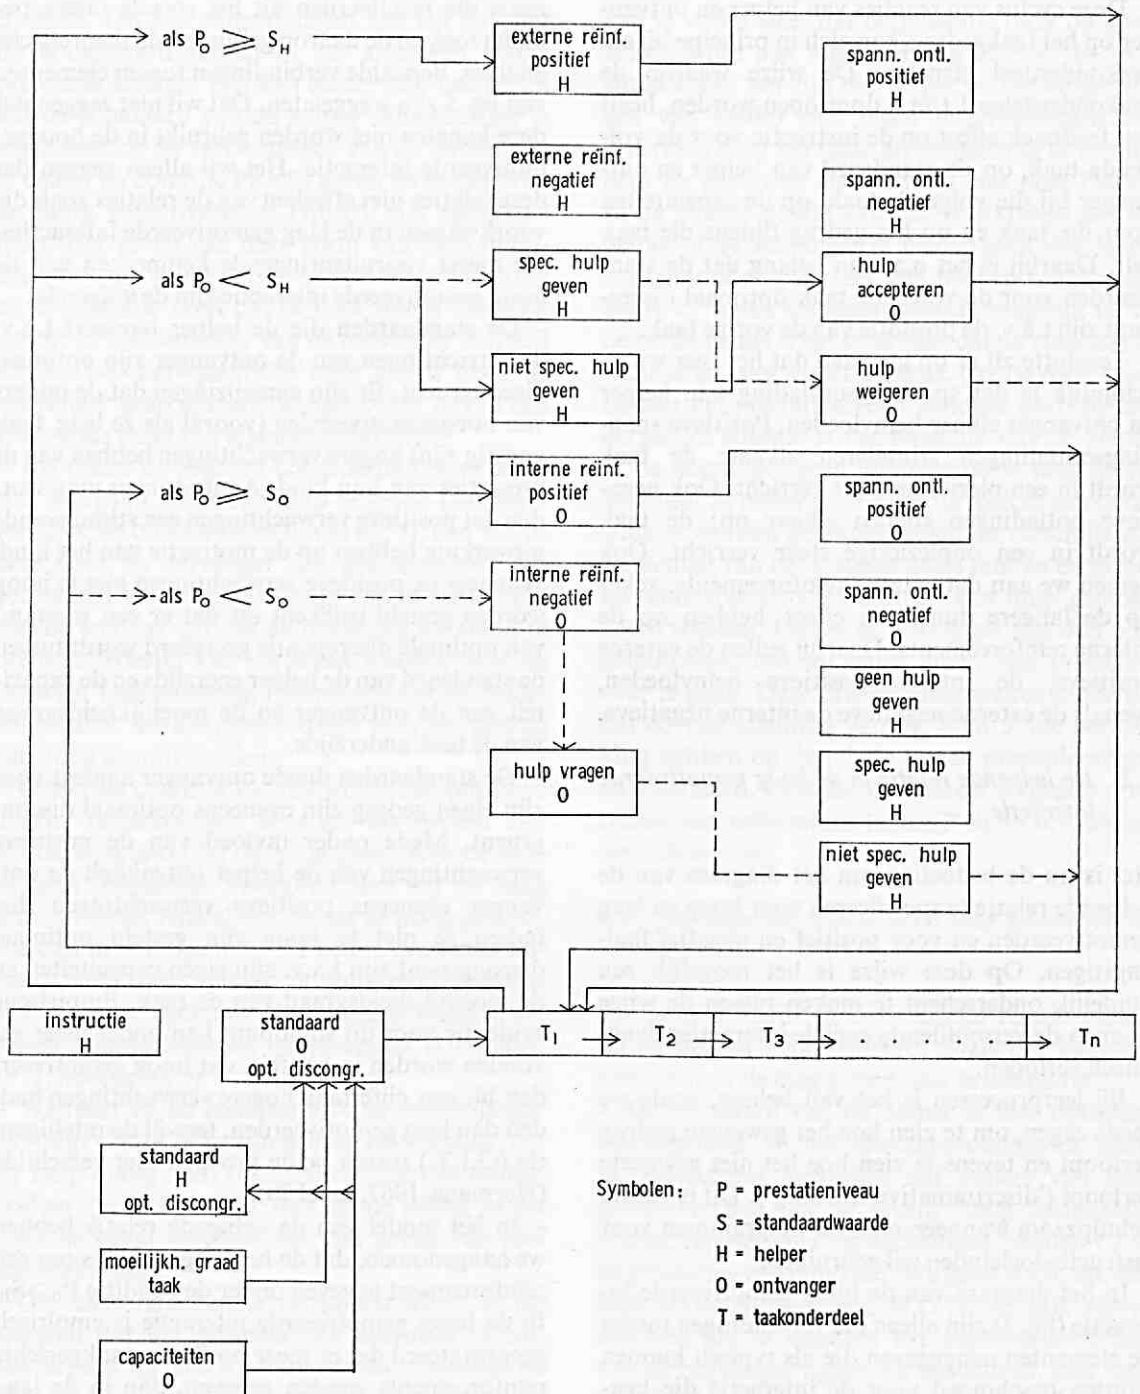 als P₀ ≥ S_H
externe reïnf.
positief
H
spann. ontl.
positief
H
externe reïnf.
negatief
H
spann. ontl.
negatief
H
als P₀ < S_H
spec. hulp
geven
H
hulp
accepteren
O
niet spec. hulp
geven
H
hulp
weigeren
O
als P₀ ≥ S₀
interne reïnf.
positief
O
spann. ontl.
positief
O
als P₀ < S₀
interne reïnf.
negatief
O
spann. ontl.
negatief
O
geen hulp
geven
H
hulp vragen
O
spec. hulp
geven
H
niet spec. hulp
geven
H
instructie
H
standaard
O
opt. discongr.
T₁ T₂ T₃ . . . . Tn
standaard
H
opt. discongr.
moeilijkh. graad
taak
capaciteiten
O
Symbolen: P = prestatieniveau
S = standaardwaarde
H = helper
O = ontvanger
T = taakonderdeel